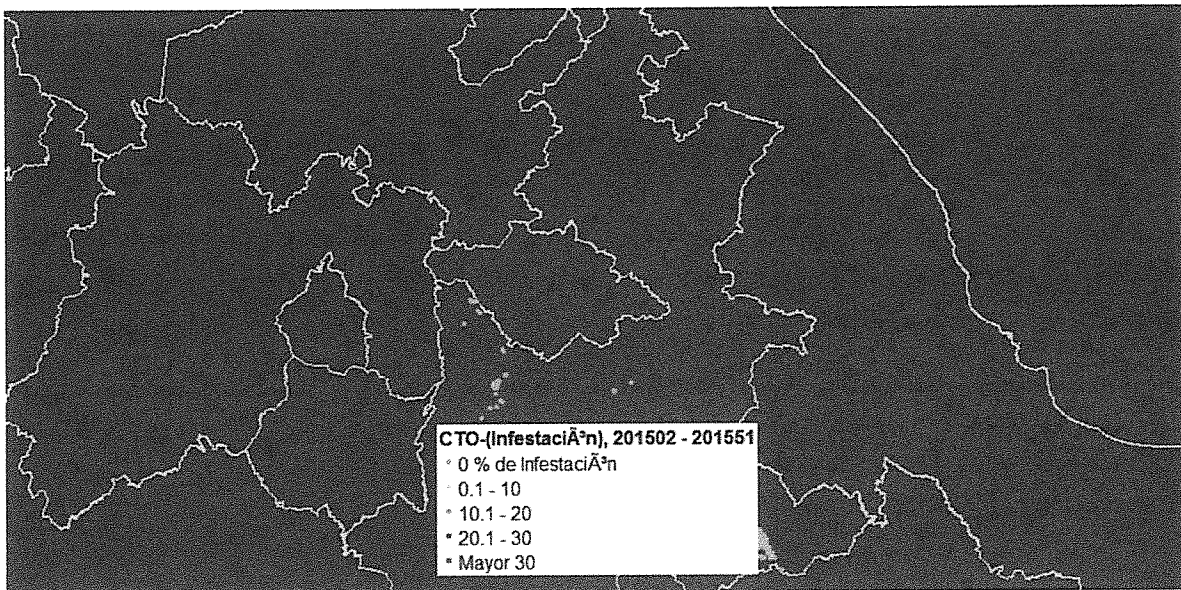 CTO-(InfestaciÃ³n), 201502 - 201551
0 % de InfestaciÃ³n
0.1 - 10
10.1 - 20
20.1 - 30
Mayor 30